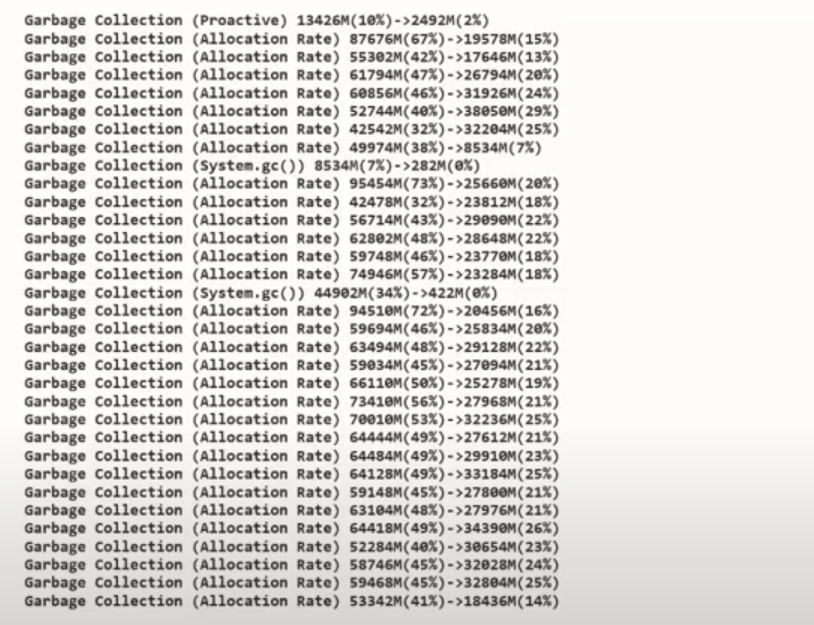 Garbage Collection (Proactive) 13426M(10%)->2492M(2%)
Garbage Collection (Allocation Rate) 87676M(67%)->19578M(15%)
Garbage Collection (Allocation Rate) 55302M(42%)->17646M(13%)
Garbage Collection (Allocation Rate) 61794M(47%)->26794M(20%)
Garbage Collection (Allocation Rate) 60856M(46%)->31926M(24%)
Garbage Collection (Allocation Rate) 52744M(40%)->38050M(29%)
Garbage Collection (Allocation Rate) 42542M(32%)->32204M(25%)
Garbage Collection (Allocation Rate) 49974M(38%)->8534M(7%)
Garbage Collection (System.gc()) 8534M(7%)->282M(0%)
Garbage Collection (Allocation Rate) 95454M(73%)->25660M(20%)
Garbage Collection (Allocation Rate) 42478M(32%)->23812M(18%)
Garbage Collection (Allocation Rate) 56714M(43%)->29090M(22%)
Garbage Collection (Allocation Rate) 62802M(48%)->28648M(22%)
Garbage Collection (Allocation Rate) 59748M(46%)->23770M(18%)
Garbage Collection (Allocation Rate) 74946M(57%)->23284M(18%)
Garbage Collection (System.gc()) 44902M(34%)->422M(0%)
Garbage Collection (Allocation Rate) 94510M(72%)->20456M(16%)
Garbage Collection (Allocation Rate) 59694M(46%)->25834M(20%)
Garbage Collection (Allocation Rate) 63494M(48%)->29128M(22%)
Garbage Collection (Allocation Rate) 59034M(45%)->27094M(21%)
Garbage Collection (Allocation Rate) 66110M(50%)->25278M(19%)
Garbage Collection (Allocation Rate) 73410M(56%)->27968M(21%)
Garbage Collection (Allocation Rate) 70010M(53%)->32236M(25%)
Garbage Collection (Allocation Rate) 64444M(49%)->27612M(21%)
Garbage Collection (Allocation Rate) 64484M(49%)->29910M(23%)
Garbage Collection (Allocation Rate) 64128M(49%)->33184M(25%)
Garbage Collection (Allocation Rate) 59148M(45%)->27800M(21%)
Garbage Collection (Allocation Rate) 63104M(48%)->27976M(21%)
Garbage Collection (Allocation Rate) 64418M(49%)->34390M(26%)
Garbage Collection (Allocation Rate) 52284M(40%)->30654M(23%)
Garbage Collection (Allocation Rate) 58746M(45%)->32028M(24%)
Garbage Collection (Allocation Rate) 59468M(45%)->32804M(25%)
Garbage Collection (Allocation Rate) 53342M(41%)->18436M(14%)